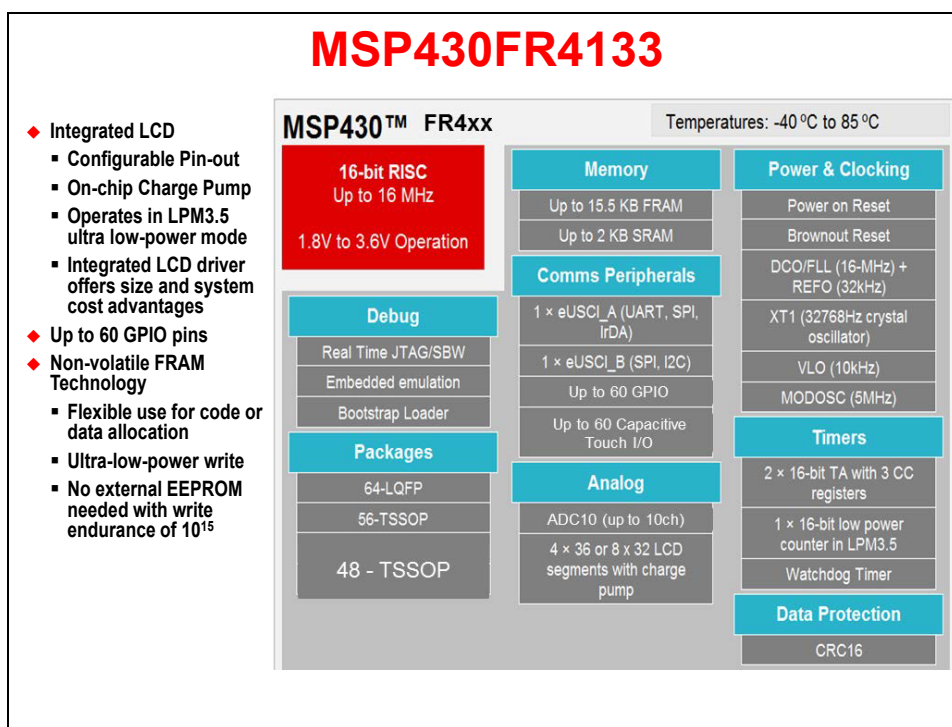 MSP430FR4133
◆ Integrated LCD
▪ Configurable Pin-out
▪ On-chip Charge Pump
▪ Operates in LPM3.5
ultra low-power mode
▪ Integrated LCD driver
offers size and system
cost advantages
◆ Up to 60 GPIO pins
◆ Non-volatile FRAM
Technology
▪ Flexible use for code or
data allocation
▪ Ultra-low-power write
▪ No external EEPROM
needed with write
endurance of 10¹⁵
MSP430™ FR4xx
Temperatures: -40 ºC to 85 ºC
16-bit RISC
Up to 16 MHz
1.8V to 3.6V Operation
Debug
Real Time JTAG/SBW
Embedded emulation
Bootstrap Loader
Packages
64-LQFP
56-TSSOP
48 - TSSOP
Memory
Up to 15.5 KB FRAM
Up to 2 KB SRAM
Comms Peripherals
1 × eUSCI_A (UART, SPI,
IrDA)
1 × eUSCI_B (SPI, I2C)
Up to 60 GPIO
Up to 60 Capacitive
Touch I/O
Analog
ADC10 (up to 10ch)
4 × 36 or 8 x 32 LCD
segments with charge
pump
Power & Clocking
Power on Reset
Brownout Reset
DCO/FLL (16-MHz) +
REFO (32kHz)
XT1 (32768Hz crystal
oscillator)
VLO (10kHz)
MODOSC (5MHz)
Timers
2 × 16-bit TA with 3 CC
registers
1 × 16-bit low power
counter in LPM3.5
Watchdog Timer
Data Protection
CRC16